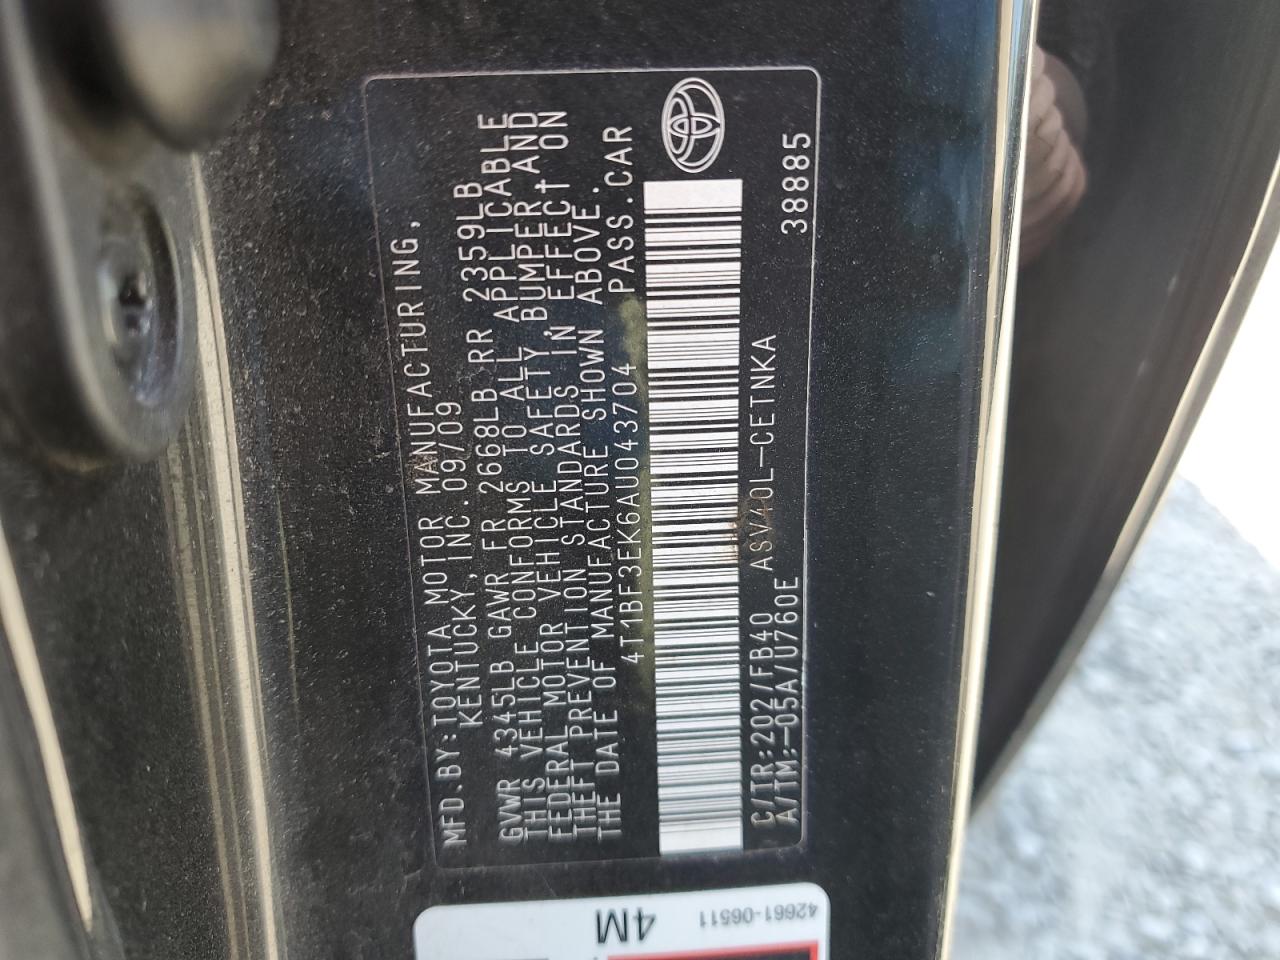 MFD.BY:TOYOTA MOTOR MANUFACTURING,
KENTUCKY, INC.09/09
GVWR 4345LB GAWR FR 2668LB RR 2359LB
THIS VEHICLE CONFORMS TO ALL APPLICABLE
FEDERAL MOTOR VEHICLE SAFETY, BUMPER, AND
THEFT PREVENTION STANDARDS IN EFFECT ON
THE DATE OF MANUFACTURE SHOWN ABOVE.
4T1BF3EK6AU043704 PASS.CAR
C/TR:202/FB40 ASV40L-CETNKA
A/TM:-05A/U760E 38885
4M
42661-06511